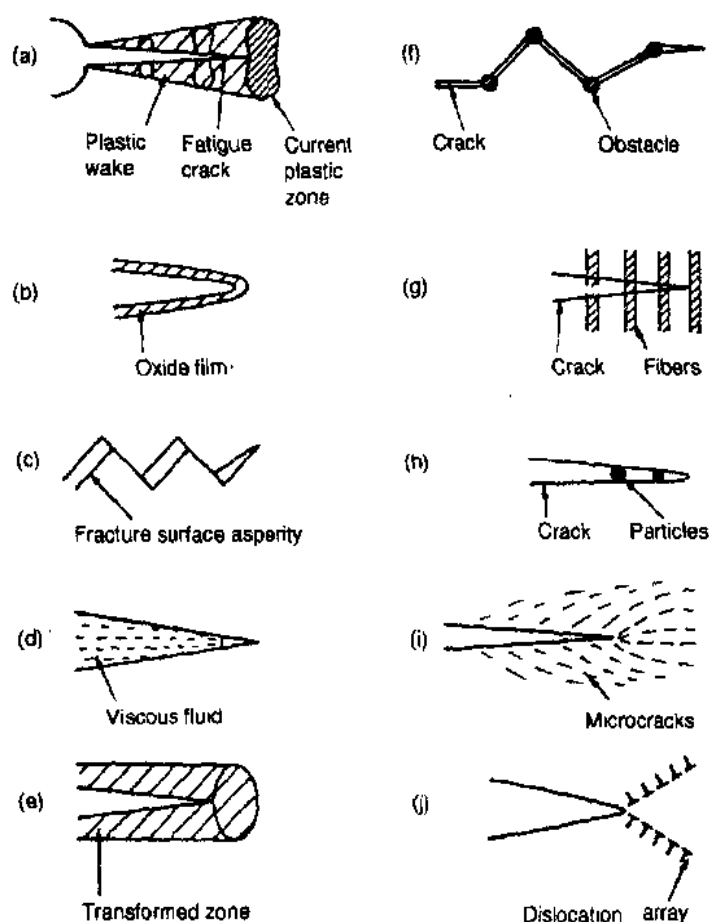 (a)
Plastic wake
Fatigue crack
Current plastic zone
(b)
Oxide film
(c)
Fracture surface asperity
(d)
Viscous fluid
(e)
Transformed zone
(f)
Crack
Obstacle
(g)
Crack
Fibers
(h)
Crack
Particles
(i)
Microcracks
(j)
Dislocation array